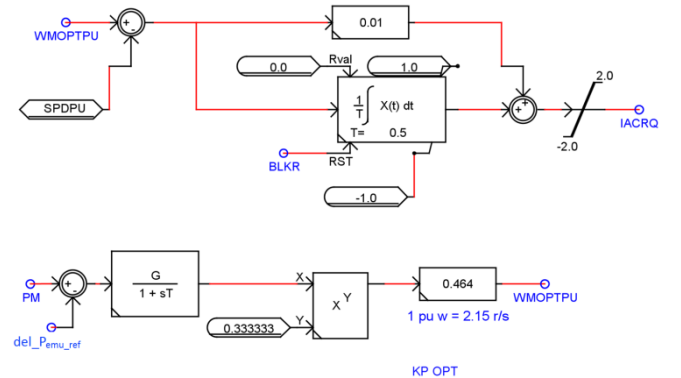 0.01
WMOPTPU
+
-
2.0
Rval
0.0
1.0
SPDPU
1
T
X(t) dt
+
+
T= 0.5
IACRQ
-2.0
BLKR
RST
-1.0
G
1 + sT
+
-
X
PM
X Y
0.464
WMOPTPU
Y
0.333333
1 pu w = 2.15 r/s
del_Pemu_ref
KP OPT